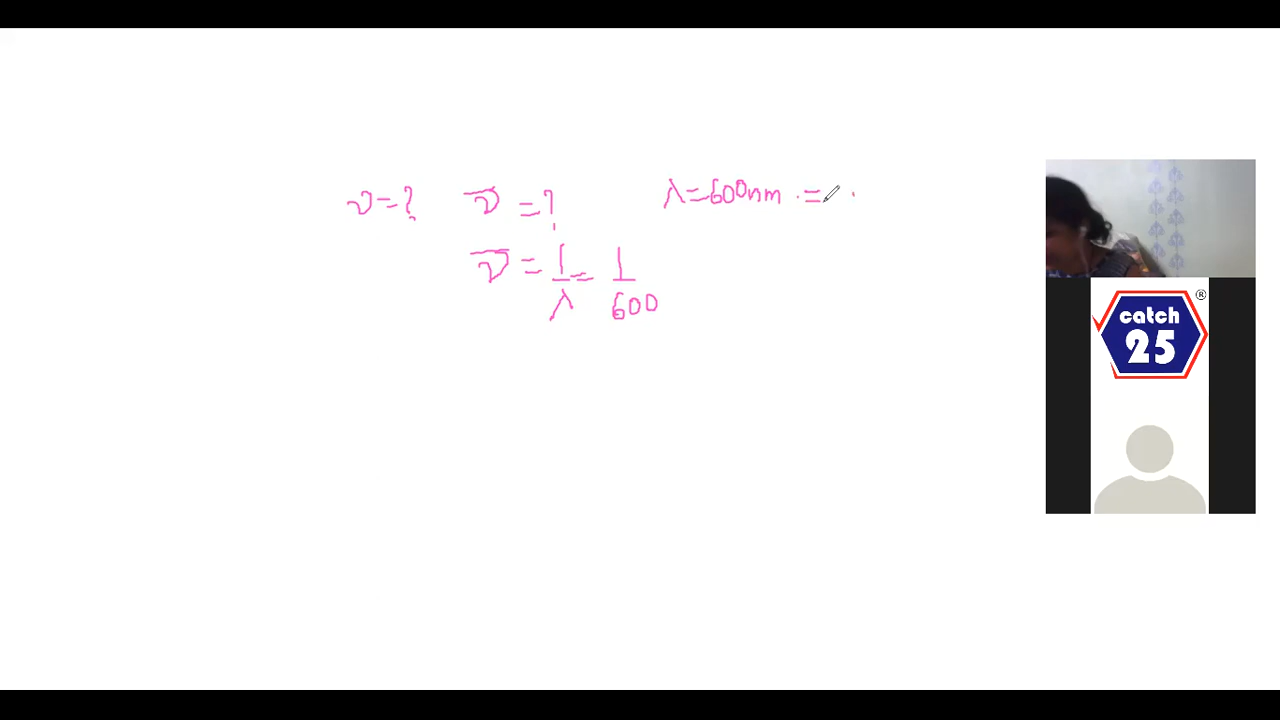 ν=? ν̅ =? λ=600nm =
ν̅ = 1/λ = 1/600
catch
25
®